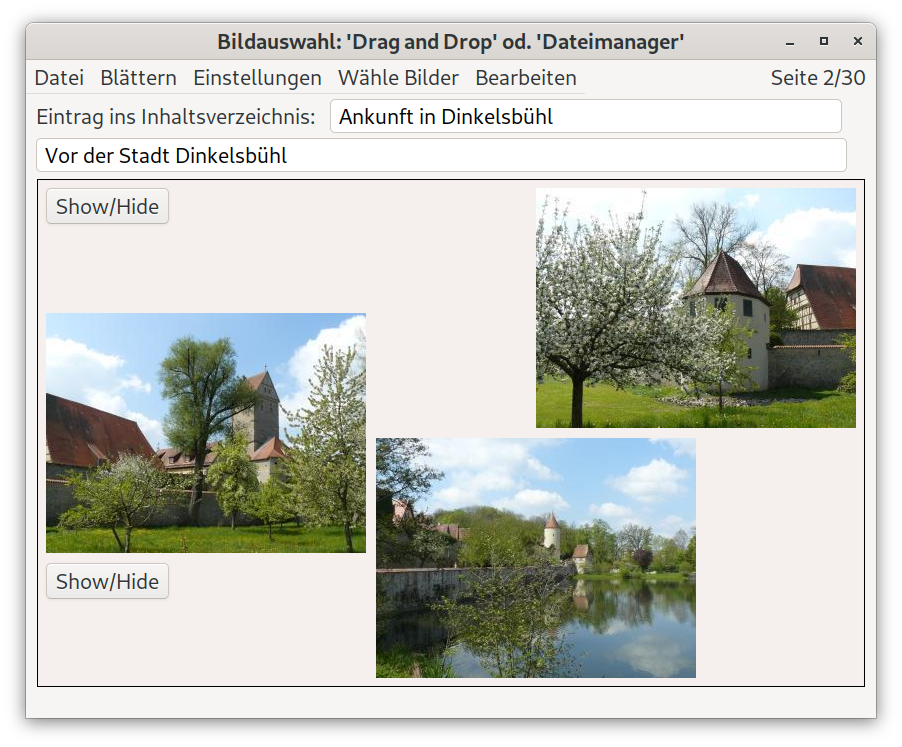 Bildauswahl: 'Drag and Drop' od. 'Dateimanager'
Datei Blättern Einstellungen Wähle Bilder Bearbeiten Seite 2/30
Eintrag ins Inhaltsverzeichnis: Ankunft in Dinkelsbühl
Vor der Stadt Dinkelsbühl
Show/Hide
Show/Hide